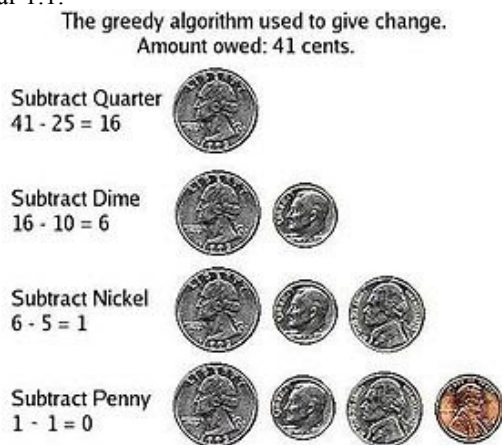 The greedy algorithm used to give change.
Amount owed: 41 cents.
Subtract Quarter
41 - 25 = 16
Subtract Dime
16 - 10 = 6
Subtract Nickel
6 - 5 = 1
Subtract Penny
1 - 1 = 0